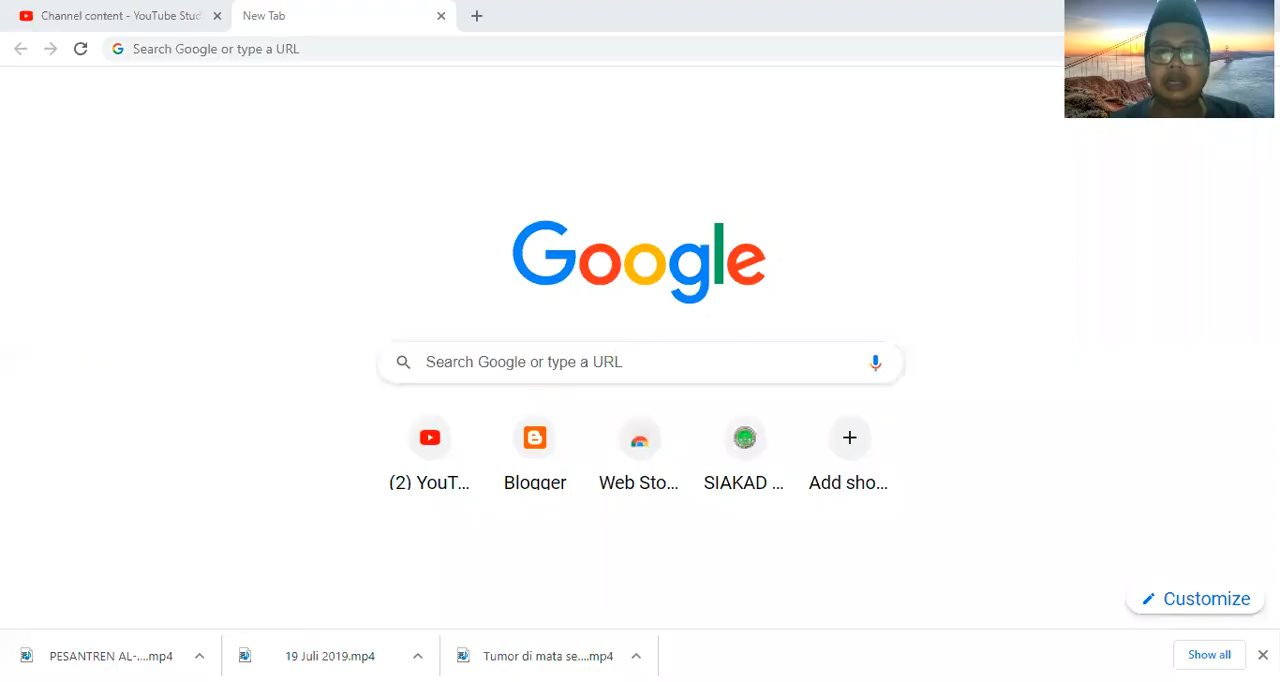 Channel content - YouTube Stud
New Tab
Search Google or type a URL
Google
Search Google or type a URL
(2) YouT...
Blogger
Web Sto...
SIAKAD ...
Add sho...
Customize
PESANTREN AL-....mp4
19 Juli 2019.mp4
Tumor di mata se....mp4
Show all